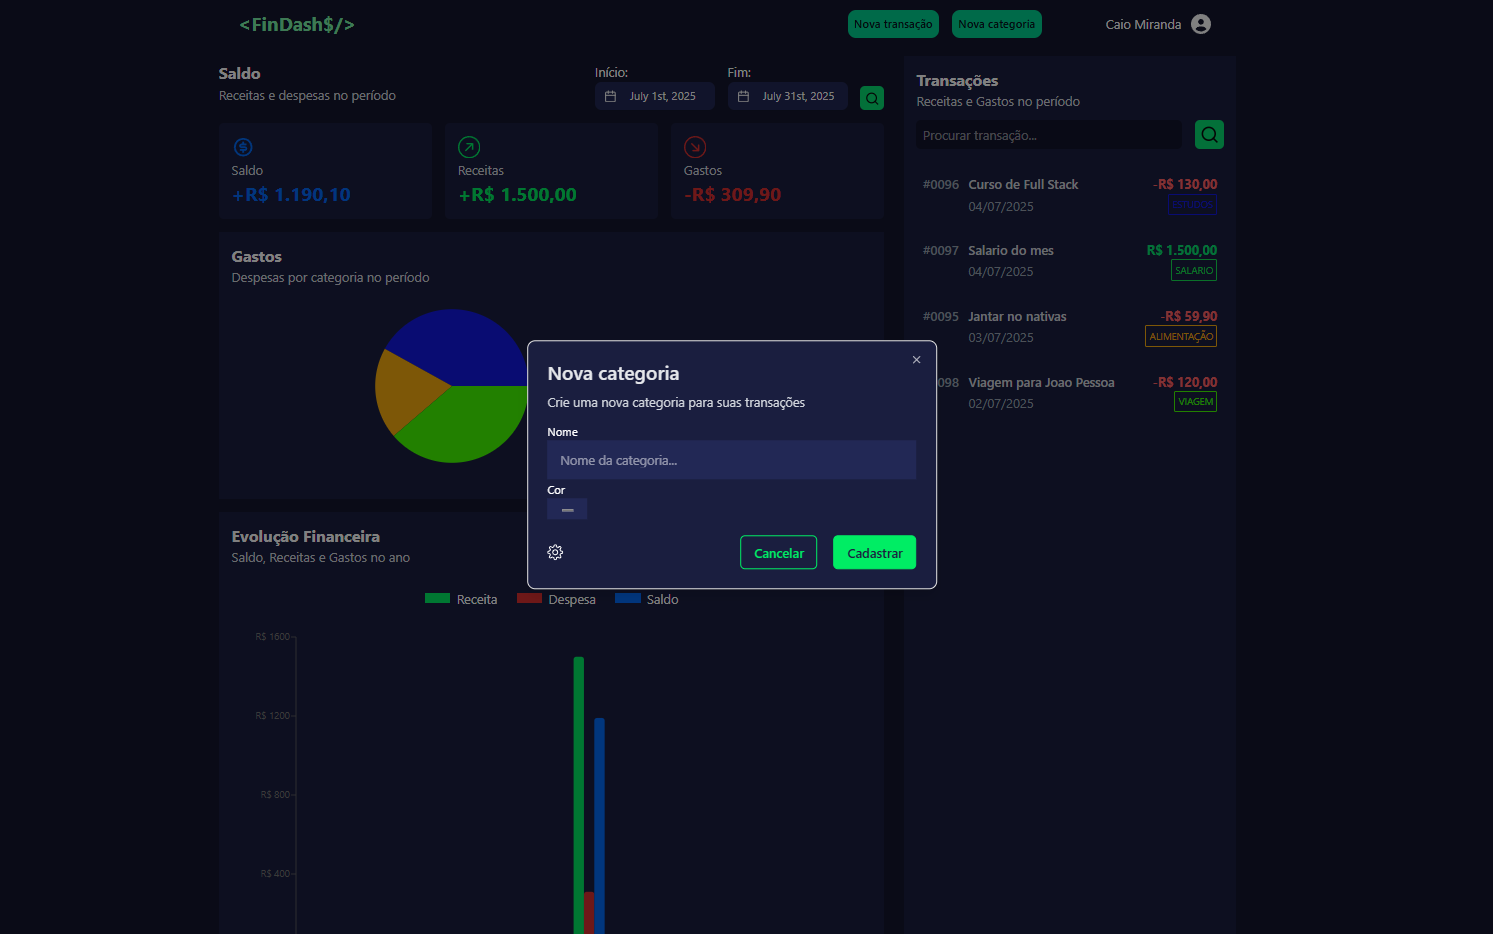 <FinDash$/>
Nova transação
Nova categoria
Caio Miranda
Saldo
Receitas e despesas no período
Início:
July 1st, 2025
Fim:
July 31st, 2025
Saldo
+R$ 1.190,10
Receitas
+R$ 1.500,00
Gastos
-R$ 309,90
Gastos
Despesas por categoria no período
Nova categoria
Crie uma nova categoria para suas transações
Nome
Nome da categoria...
Cor
Cancelar
Cadastrar
Evolução Financeira
Saldo, Receitas e Gastos no ano
Receita
Despesa
Saldo
R$ 1600
R$ 1200
R$ 800
R$ 400
Transações
Receitas e Gastos no período
Procurar transação...
#0096 Curso de Full Stack -R$ 130,00
04/07/2025 ESTUDOS
#0097 Salario do mes R$ 1.500,00
04/07/2025 SALARIO
#0095 Jantar no nativas -R$ 59,90
03/07/2025 ALIMENTAÇÃO
098 Viagem para Joao Pessoa -R$ 120,00
02/07/2025 VIAGEM